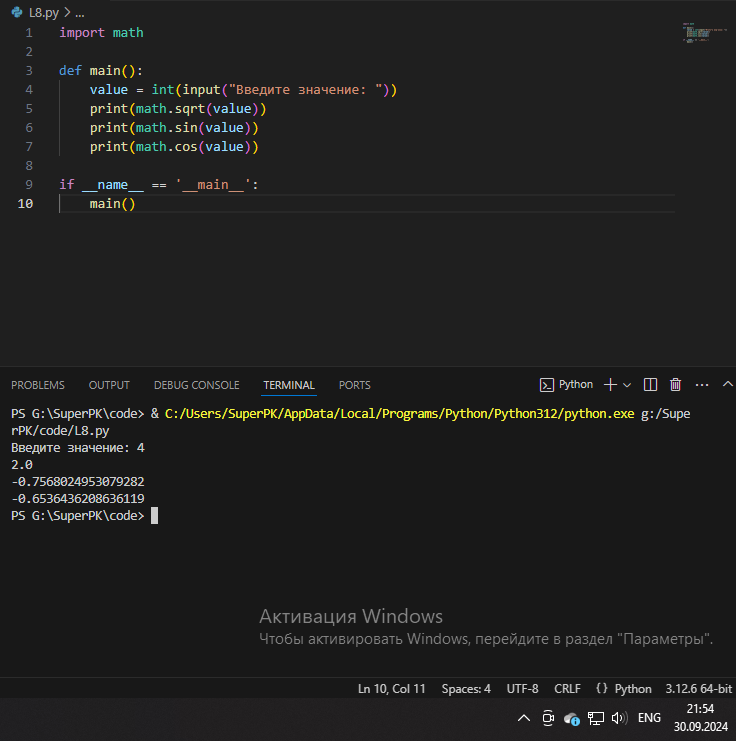 L8.py > ...
1 import math
2
3 def main():
4     value = int(input("Введите значение: "))
5     print(math.sqrt(value))
6     print(math.sin(value))
7     print(math.cos(value))
8
9 if __name__ == '__main__':
10     main()
PROBLEMS OUTPUT DEBUG CONSOLE TERMINAL PORTS Python
PS G:\SuperPK\code> & C:/Users/SuperPK/AppData/Local/Programs/Python/Python312/python.exe g:/Supe
rPK/code/L8.py
Введите значение: 4
2.0
-0.7568024953079282
-0.6536436208636119
PS G:\SuperPK\code>
Активация Windows
Чтобы активировать Windows, перейдите в раздел "Параметры".
Ln 10, Col 11 Spaces: 4 UTF-8 CRLF {} Python 3.12.6 64-bit
21:54
ENG
30.09.2024